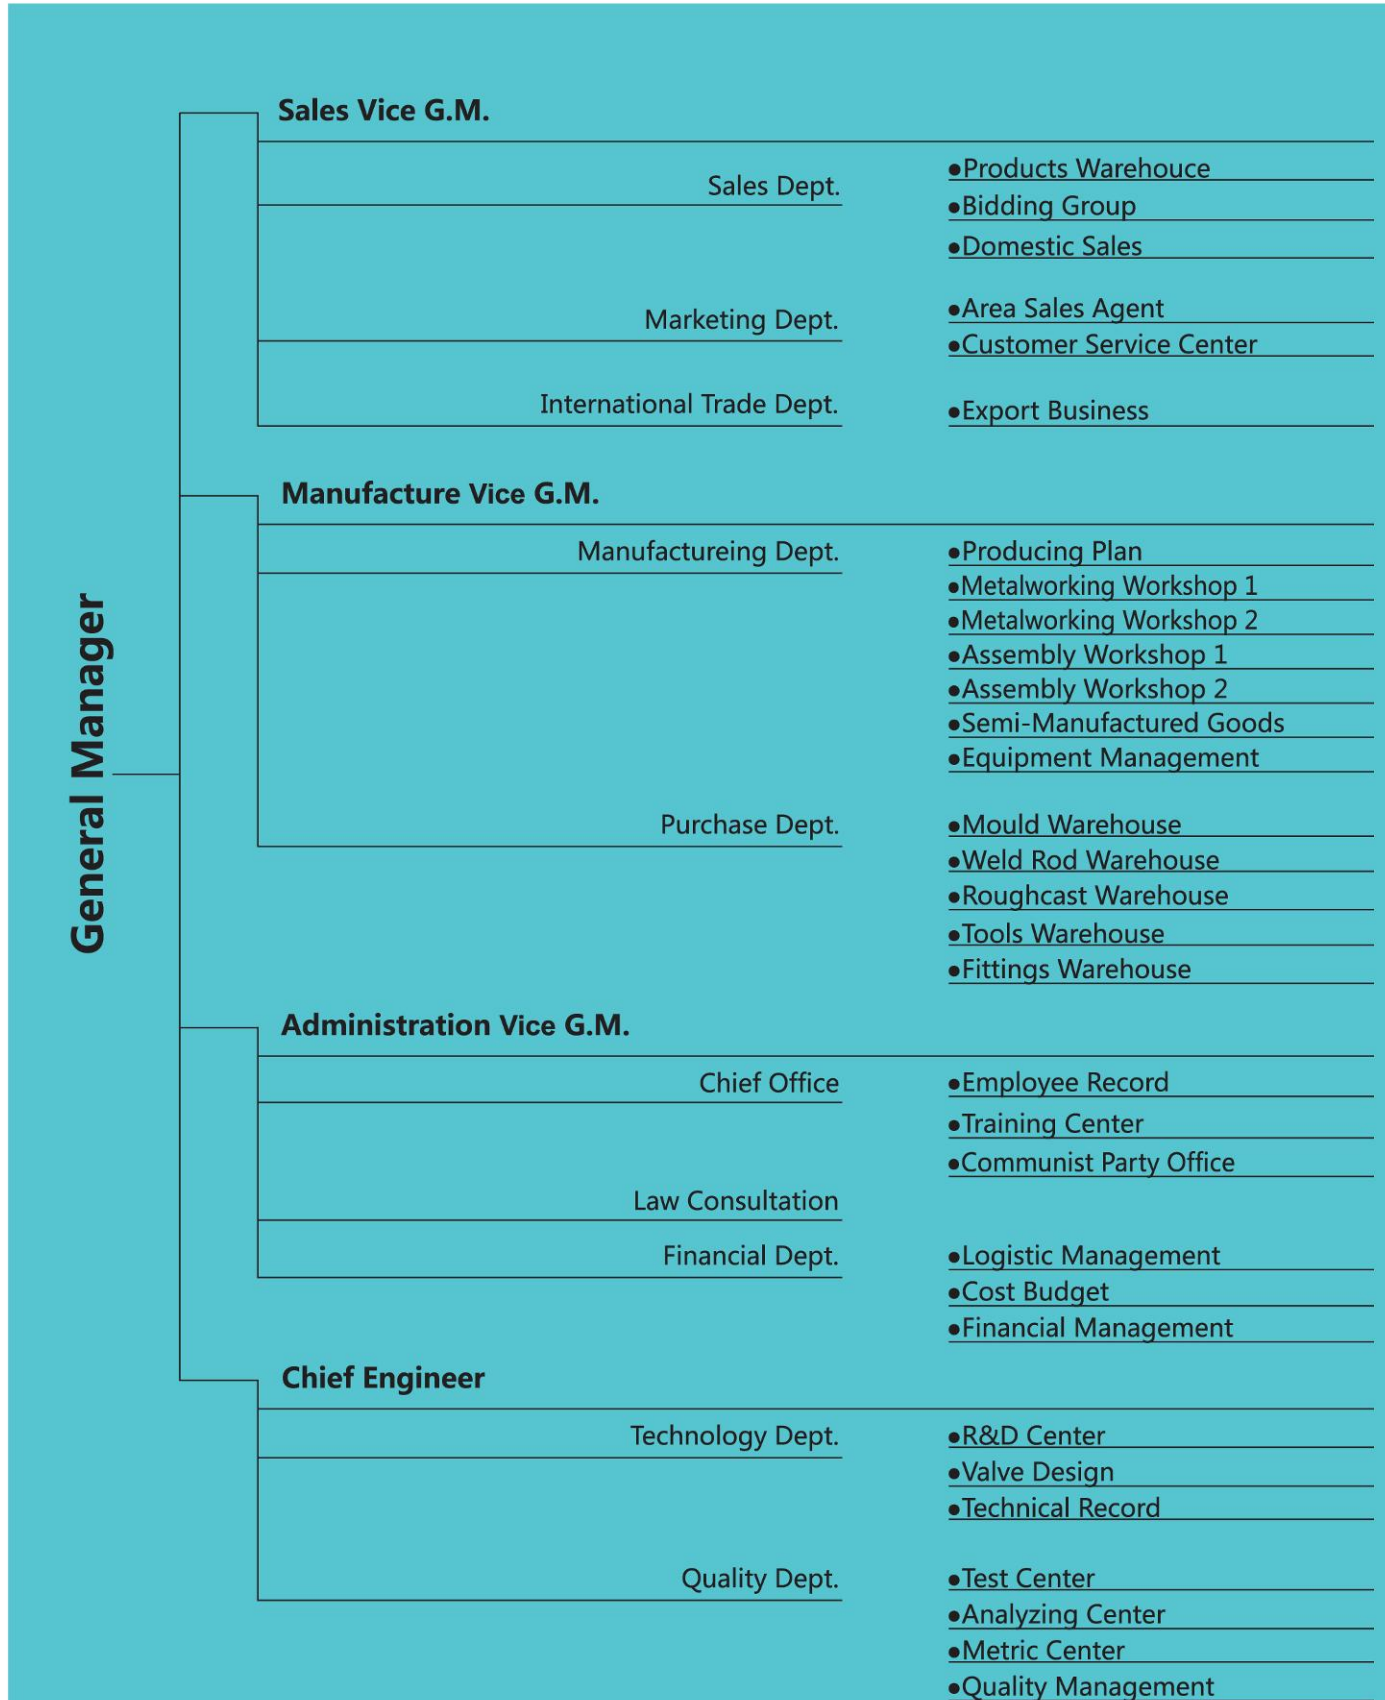 General Manager
Sales Vice G.M.
Sales Dept.
●Products Warehouce
●Bidding Group
●Domestic Sales
Marketing Dept.
●Area Sales Agent
●Customer Service Center
International Trade Dept.
●Export Business
Manufacture Vice G.M.
Manufactureing Dept.
●Producing Plan
●Metalworking Workshop 1
●Metalworking Workshop 2
●Assembly Workshop 1
●Assembly Workshop 2
●Semi-Manufactured Goods
●Equipment Management
Purchase Dept.
●Mould Warehouse
●Weld Rod Warehouse
●Roughcast Warehouse
●Tools Warehouse
●Fittings Warehouse
Administration Vice G.M.
Chief Office
●Employee Record
●Training Center
●Communist Party Office
Law Consultation
Financial Dept.
●Logistic Management
●Cost Budget
●Financial Management
Chief Engineer
Technology Dept.
●R&D Center
●Valve Design
●Technical Record
Quality Dept.
●Test Center
●Analyzing Center
●Metric Center
●Quality Management